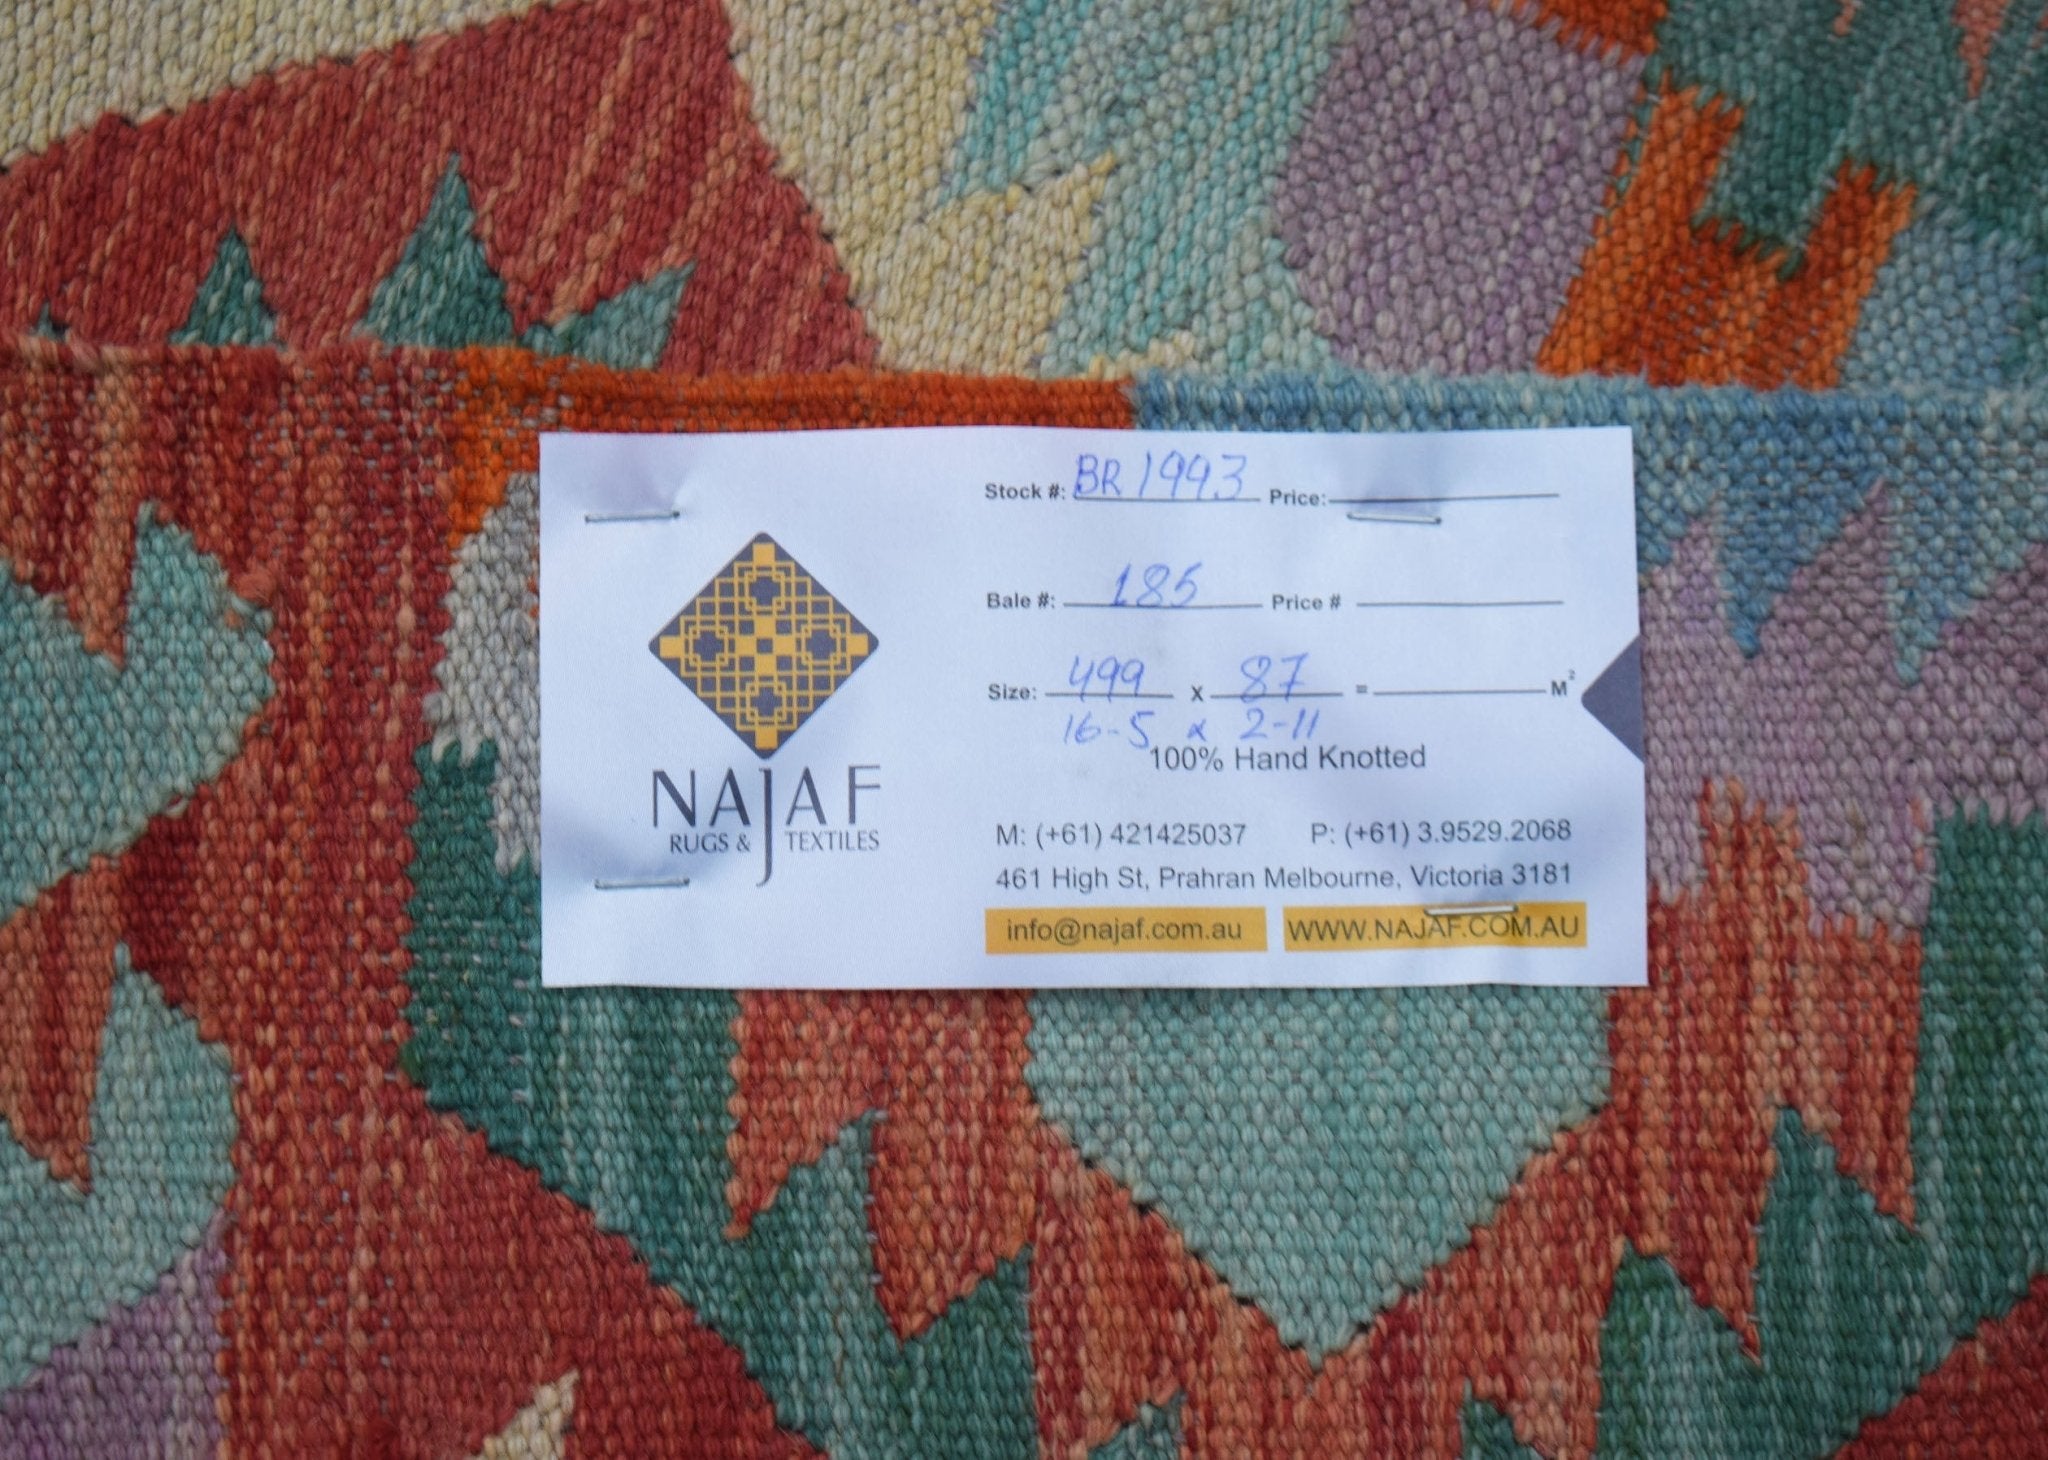 Stock #: BR1993 Price:
Bale #: 185 Price #
Size: 499 x 87 = M²
16-5 x 2-11
100% Hand Knotted
NAJAF
RUGS & TEXTILES
M: (+61) 421425037 P: (+61) 3.9529.2068
461 High St, Prahran Melbourne, Victoria 3181
info@najaf.com.au WWW.NAJAF.COM.AU